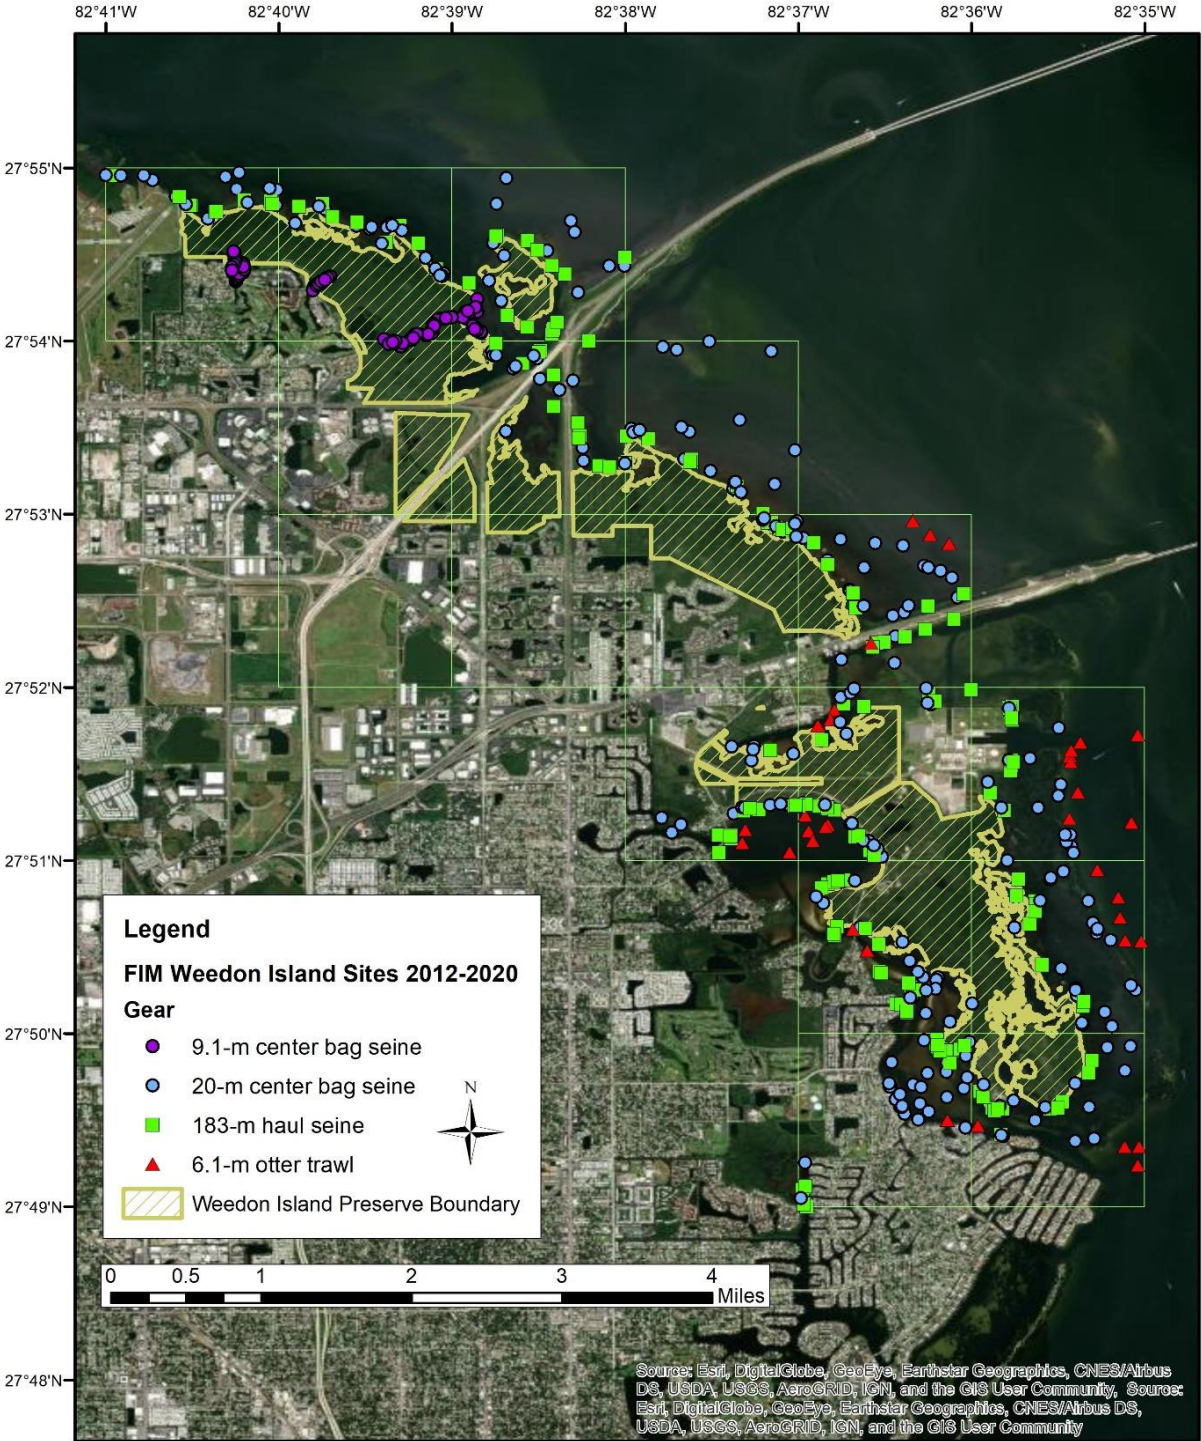 82°41'W 82°40'W 82°39'W 82°38'W 82°37'W 82°36'W 82°35'W
27°55'N
27°54'N
27°53'N
27°52'N
27°51'N
27°50'N
27°49'N
27°48'N
Legend
FIM Weedon Island Sites 2012-2020
Gear
9.1-m center bag seine
20-m center bag seine
183-m haul seine
6.1-m otter trawl
Weedon Island Preserve Boundary
N
0 0.5 1 2 3 4
Miles
Source: Esri, DigitalGlobe, GeoEye, Earthstar Geographics, CNES/Airbus
DS, USDA, USGS, AeroGRID, IGN, and the GIS User Community, Source:
Esri, DigitalGlobe, GeoEye, Earthstar Geographics, CNES/Airbus DS,
USDA, USGS, AeroGRID, IGN, and the GIS User Community